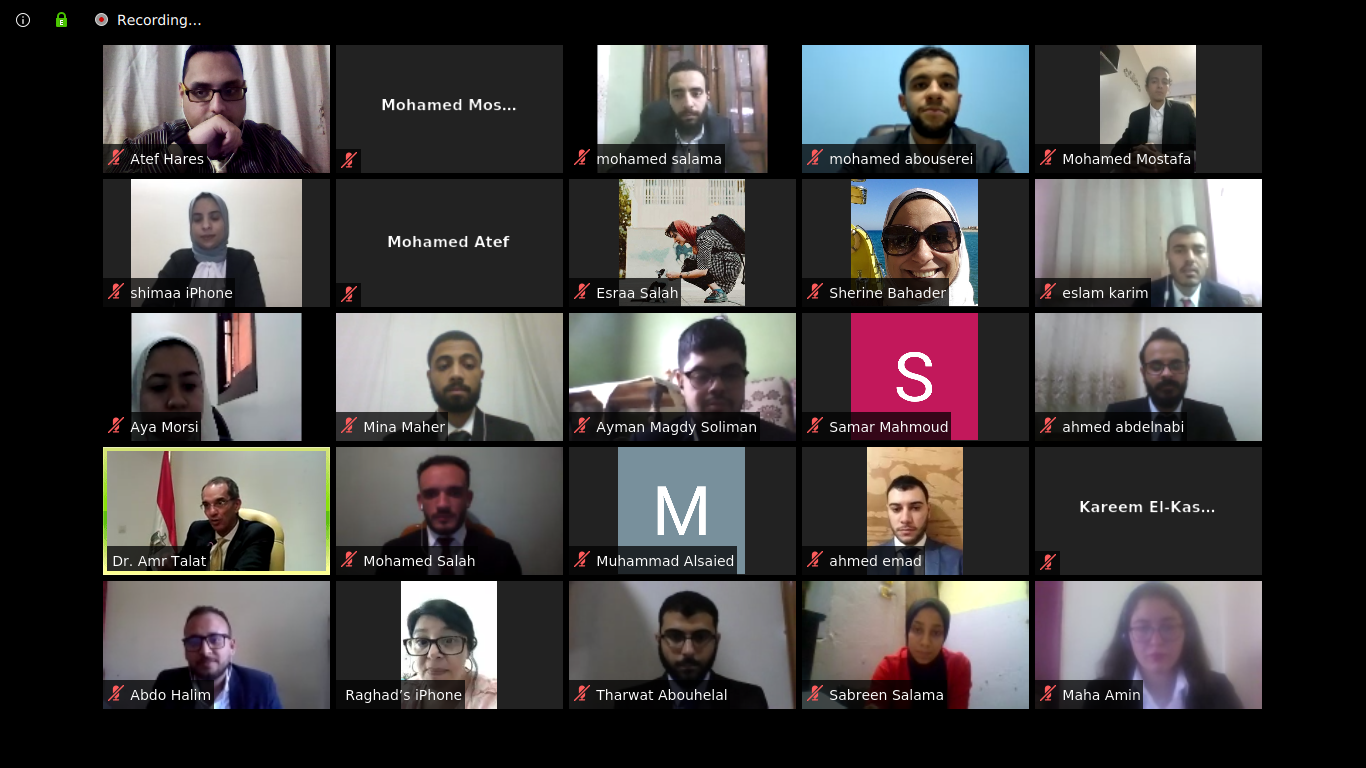 Recording...
Atef Hares
Mohamed Mos...
mohamed salama
mohamed abouserei
Mohamed Mostafa
shimaa iPhone
Mohamed Atef
Esraa Salah
Sherine Bahader
eslam karim
Aya Morsi
Mina Maher
Ayman Magdy Soliman
S
Samar Mahmoud
ahmed abdelnabi
Dr. Amr Talat
Mohamed Salah
M
Muhammad Alsaied
ahmed emad
Kareem El-Kas...
Abdo Halim
Raghad’s iPhone
Tharwat Abouhelal
Sabreen Salama
Maha Amin